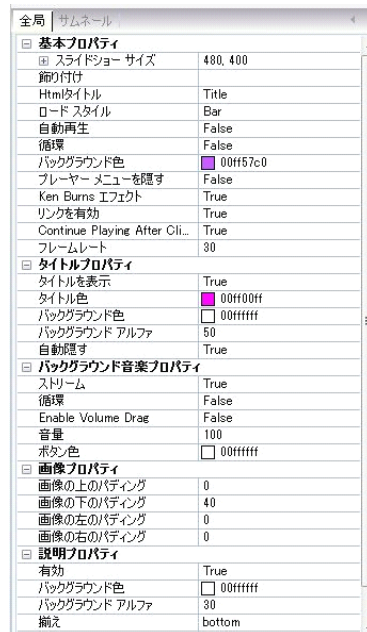 全局 サムネール
基本プロパティ
スライドショー サイズ 480, 400
飾り付け
Htmlタイトル Title
ロード スタイル Bar
自動再生 False
循環 False
バックグラウンド色 00ff57c0
プレーヤー メニューを隠す False
Ken Burns エフェクト True
リンクを有効 True
Continue Playing After Cli... True
フレームレート 30
タイトルプロパティ
タイトルを表示 True
タイトル色 00ff00ff
バックグラウンド色 00ffffff
バックグラウンド アルファ 50
自動隠す True
バックグラウンド音楽プロパティ
ストリーム True
循環 False
Enable Volume Drag False
音量 100
ボタン色 00ffffff
画像プロパティ
画像の上のパディング 0
画像の下のパディング 40
画像の左のパディング 0
画像の右のパディング 0
説明プロパティ
有効 True
バックグラウンド色 00ffffff
バックグラウンド アルファ 30
揃え bottom